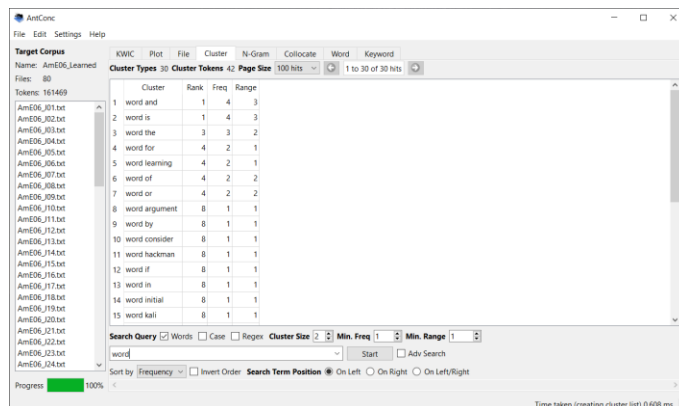 AntConc
File Edit Settings Help
Target Corpus
Name: AmE06_Learned
Files: 80
Tokens: 161469
AmE06_J01.txt
AmE06_J02.txt
AmE06_J03.txt
AmE06_J04.txt
AmE06_J05.txt
AmE06_J06.txt
AmE06_J07.txt
AmE06_J08.txt
AmE06_J09.txt
AmE06_J10.txt
AmE06_J11.txt
AmE06_J12.txt
AmE06_J13.txt
AmE06_J14.txt
AmE06_J15.txt
AmE06_J16.txt
AmE06_J17.txt
AmE06_J18.txt
AmE06_J19.txt
AmE06_J20.txt
AmE06_J21.txt
AmE06_J22.txt
AmE06_J23.txt
AmE06_J24.txt
Progress 100%
KWIC Plot File Cluster N-Gram Collocate Word Keyword
Cluster Types 30 Cluster Tokens 42 Page Size 100 hits 1 to 30 of 30 hits
Cluster Rank Freq Range
1 word and 1 4 3
2 word is 1 4 3
3 word the 3 3 2
4 word for 4 2 1
5 word learning 4 2 1
6 word of 4 2 2
7 word or 4 2 2
8 word argument 8 1 1
9 word by 8 1 1
10 word consider 8 1 1
11 word hackman 8 1 1
12 word if 8 1 1
13 word in 8 1 1
14 word initial 8 1 1
15 word kali 8 1 1
Search Query Words Case Regex Cluster Size 2 Min. Freq 1 Min. Range 1
word Start Adv Search
Sort by Frequency Invert Order Search Term Position On Left On Right On Left/Right
Time taken (creating cluster list) 0.608 ms